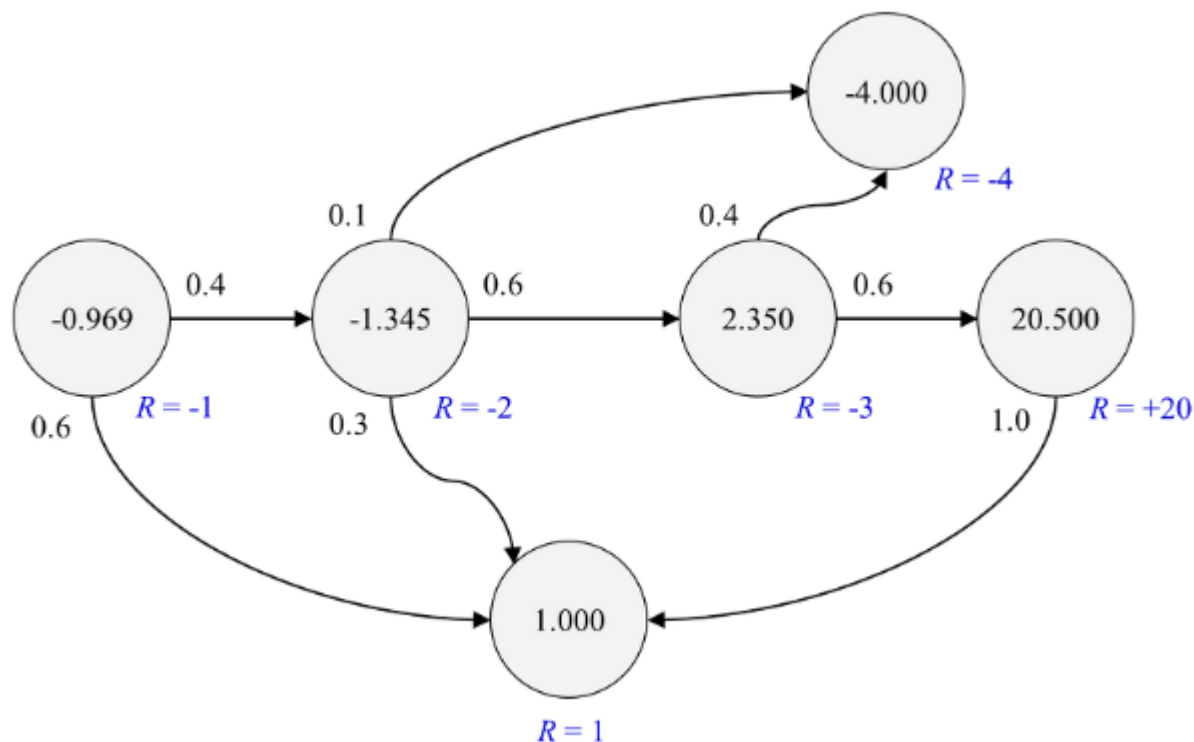 -4.000
R = -4
0.1
0.4
-0.969
0.4
-1.345
0.6
2.350
0.6
20.500
R = -1
R = -2
R = -3
R = +20
0.6
0.3
1.0
1.000
R = 1